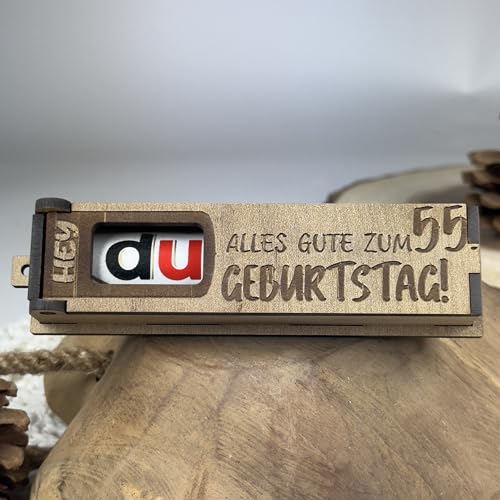 HEY
du
ALLES GUTE ZUM 55
GEBURTSTAG!